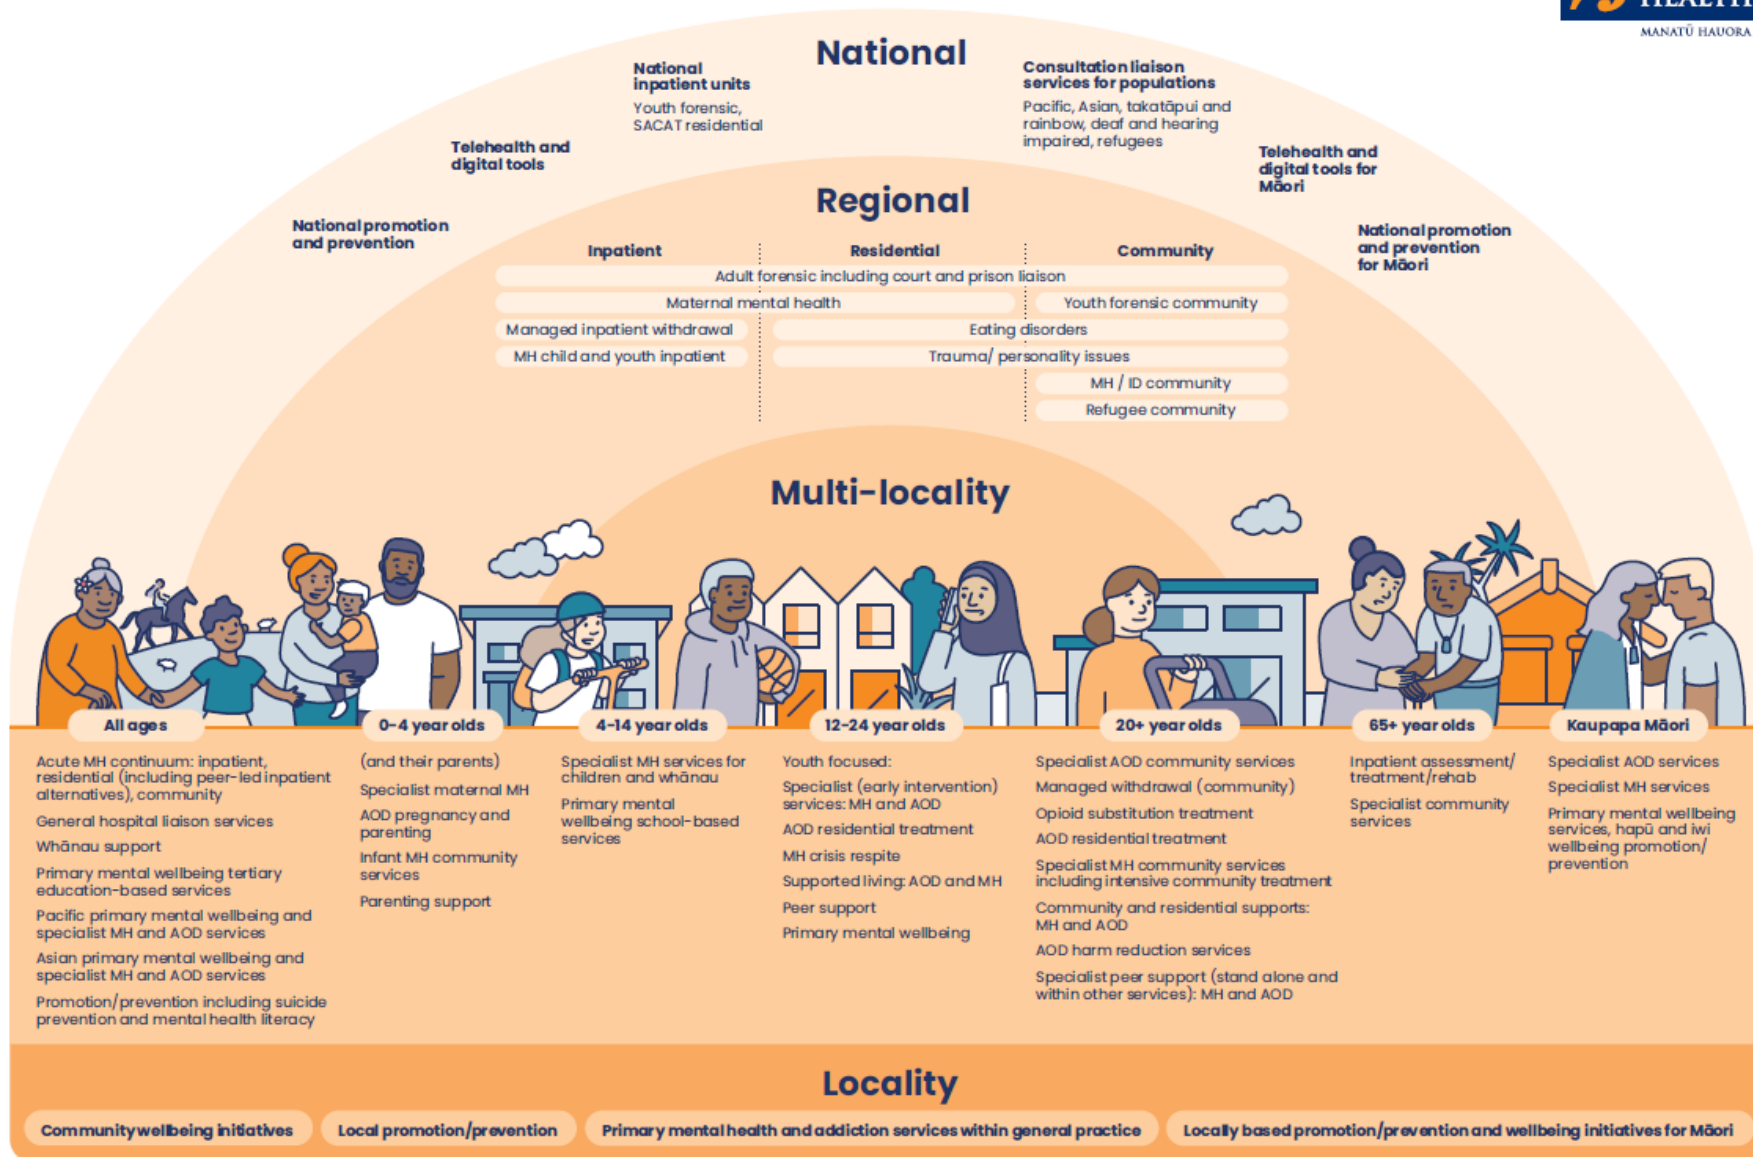 HEALTH
MANATŪ HAUORA
National
National
inpatient units
Youth forensic,
SACAT residential
Consultation liaison
services for populations
Pacific, Asian, takatāpui and
rainbow, deaf and hearing
impaired, refugees
Telehealth and
digital tools
Telehealth and
digital tools for
Māori
National promotion
and prevention
National promotion
and prevention
for Māori
Regional
Inpatient
Residential
Community
Adult forensic including court and prison liaison
Maternal mental health
Youth forensic community
Managed inpatient withdrawal
Eating disorders
MH child and youth inpatient
Trauma/ personality issues
MH / ID community
Refugee community
Multi-locality
All ages
Acute MH continuum: inpatient,
residential (including peer-led inpatient
alternatives), community
General hospital liaison services
Whānau support
Primary mental wellbeing tertiary
education-based services
Pacific primary mental wellbeing and
specialist MH and AOD services
Asian primary mental wellbeing and
specialist MH and AOD services
Promotion/prevention including suicide
prevention and mental health literacy
0-4 year olds
(and their parents)
Specialist maternal MH
AOD pregnancy and
parenting
Infant MH community
services
Parenting support
4-14 year olds
Specialist MH services for
children and whānau
Primary mental
wellbeing school-based
services
12-24 year olds
Youth focused:
Specialist (early intervention)
services: MH and AOD
AOD residential treatment
MH crisis respite
Supported living: AOD and MH
Peer support
Primary mental wellbeing
20+ year olds
Specialist AOD community services
Managed withdrawal (community)
Opioid substitution treatment
AOD residential treatment
Specialist MH community services
including intensive community treatment
Community and residential supports:
MH and AOD
AOD harm reduction services
Specialist peer support (stand alone and
within other services): MH and AOD
65+ year olds
Inpatient assessment/
treatment/rehab
Specialist community
services
Kaupapa Māori
Specialist AOD services
Specialist MH services
Primary mental wellbeing
services, hapū and iwi
wellbeing promotion/
prevention
Locality
Community wellbeing initiatives
Local promotion/prevention
Primary mental health and addiction services within general practice
Locally based promotion/prevention and wellbeing initiatives for Māori